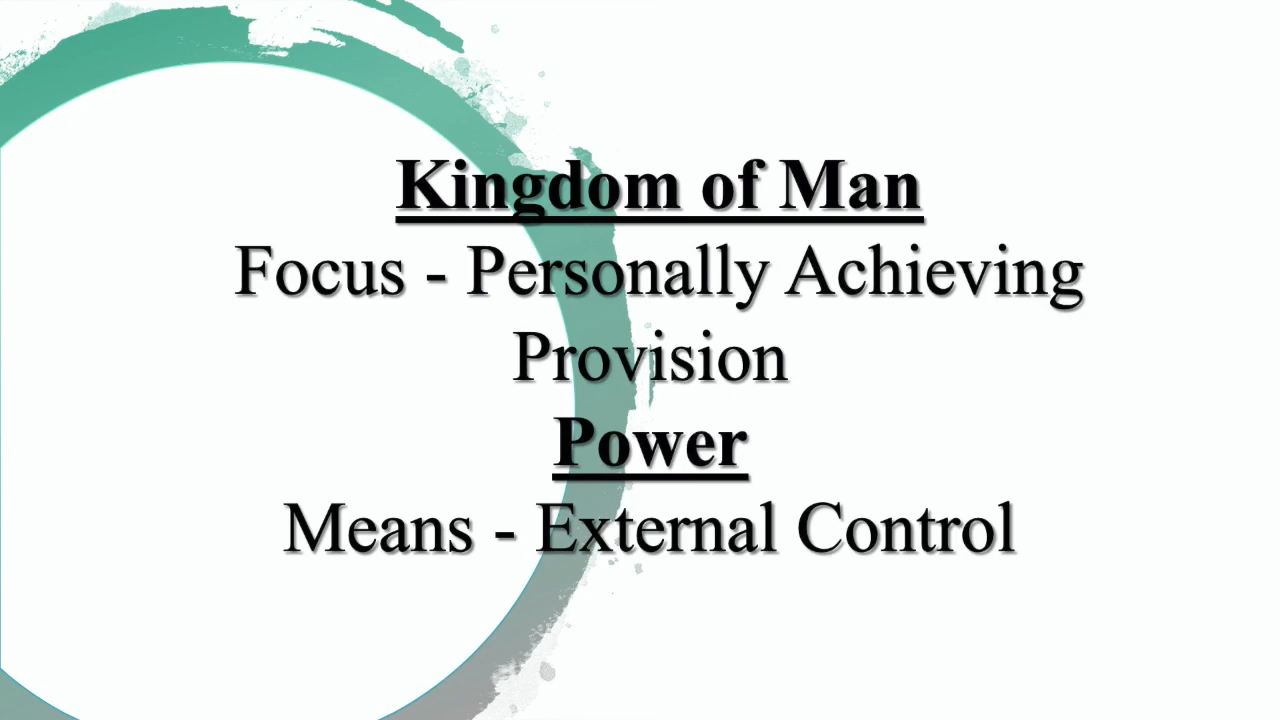 Kingdom of Man
Focus - Personally Achieving
Provision
Power
Means - External Control